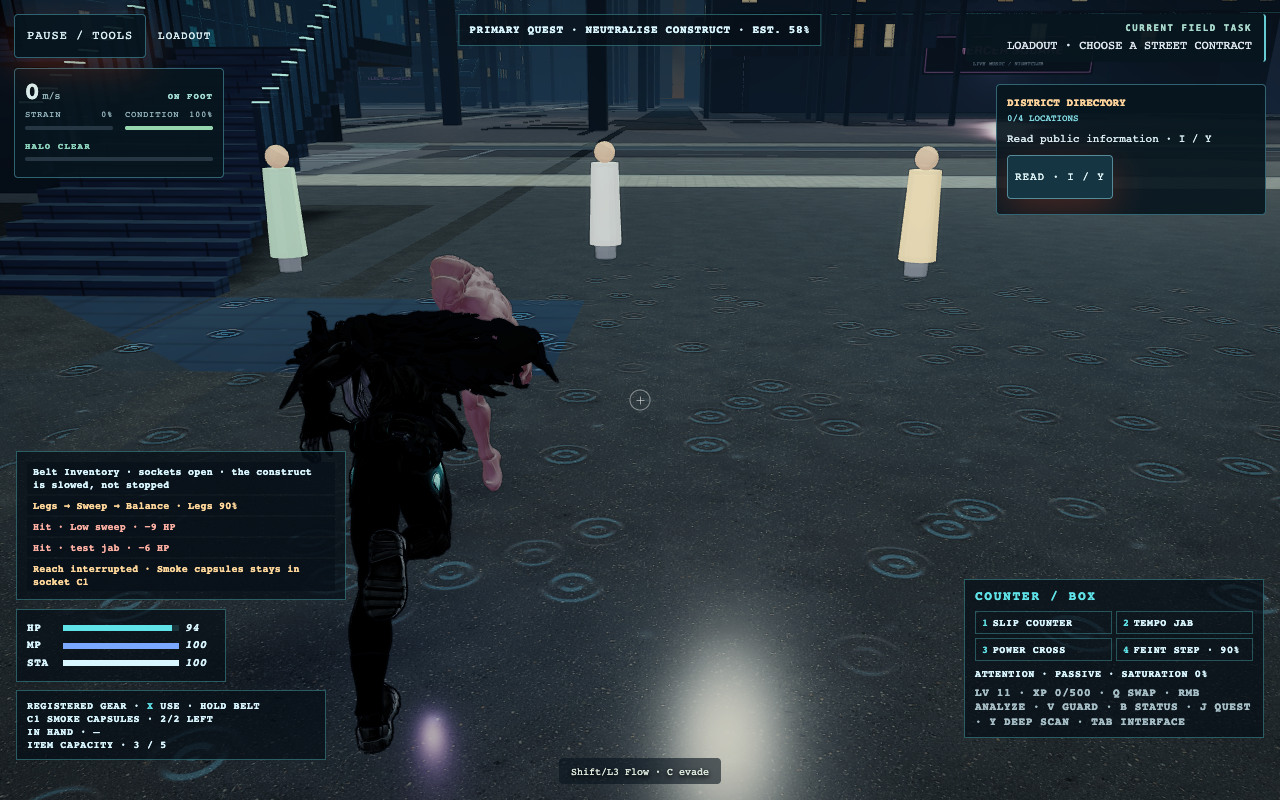 PAUSE / TOOLS
LOADOUT
PRIMARY QUEST · NEUTRALISE CONSTRUCT · EST. 58%
CURRENT FIELD TASK
LOADOUT · CHOOSE A STREET CONTRACT
0 m/s
ON FOOT
STRAIN 0%
CONDITION 100%
HALO CLEAR
LIVE MUSIC / NIGHTCLUB
DISTRICT DIRECTORY
0/4 LOCATIONS
Read public information · I / Y
READ · I / Y
Belt Inventory · sockets open · the construct
is slowed, not stopped
Legs → Sweep → Balance · Legs 90%
Hit · Low sweep · −9 HP
Hit · test jab · −6 HP
Reach interrupted · Smoke capsules stays in
socket C1
HP 94
MP 100
STA 100
REGISTERED GEAR · X USE · HOLD BELT
C1 SMOKE CAPSULES · 2/2 LEFT
IN HAND · —
ITEM CAPACITY · 3 / 5
COUNTER / BOX
1 SLIP COUNTER
2 TEMPO JAB
3 POWER CROSS
4 FEINT STEP · 90%
ATTENTION · PASSIVE · SATURATION 0%
LV 11 · XP 0/500 · Q SWAP · RMB
ANALYZE · V GUARD · B STATUS · J QUEST
· Y DEEP SCAN · TAB INTERFACE
Shift/L3 Flow · C evade